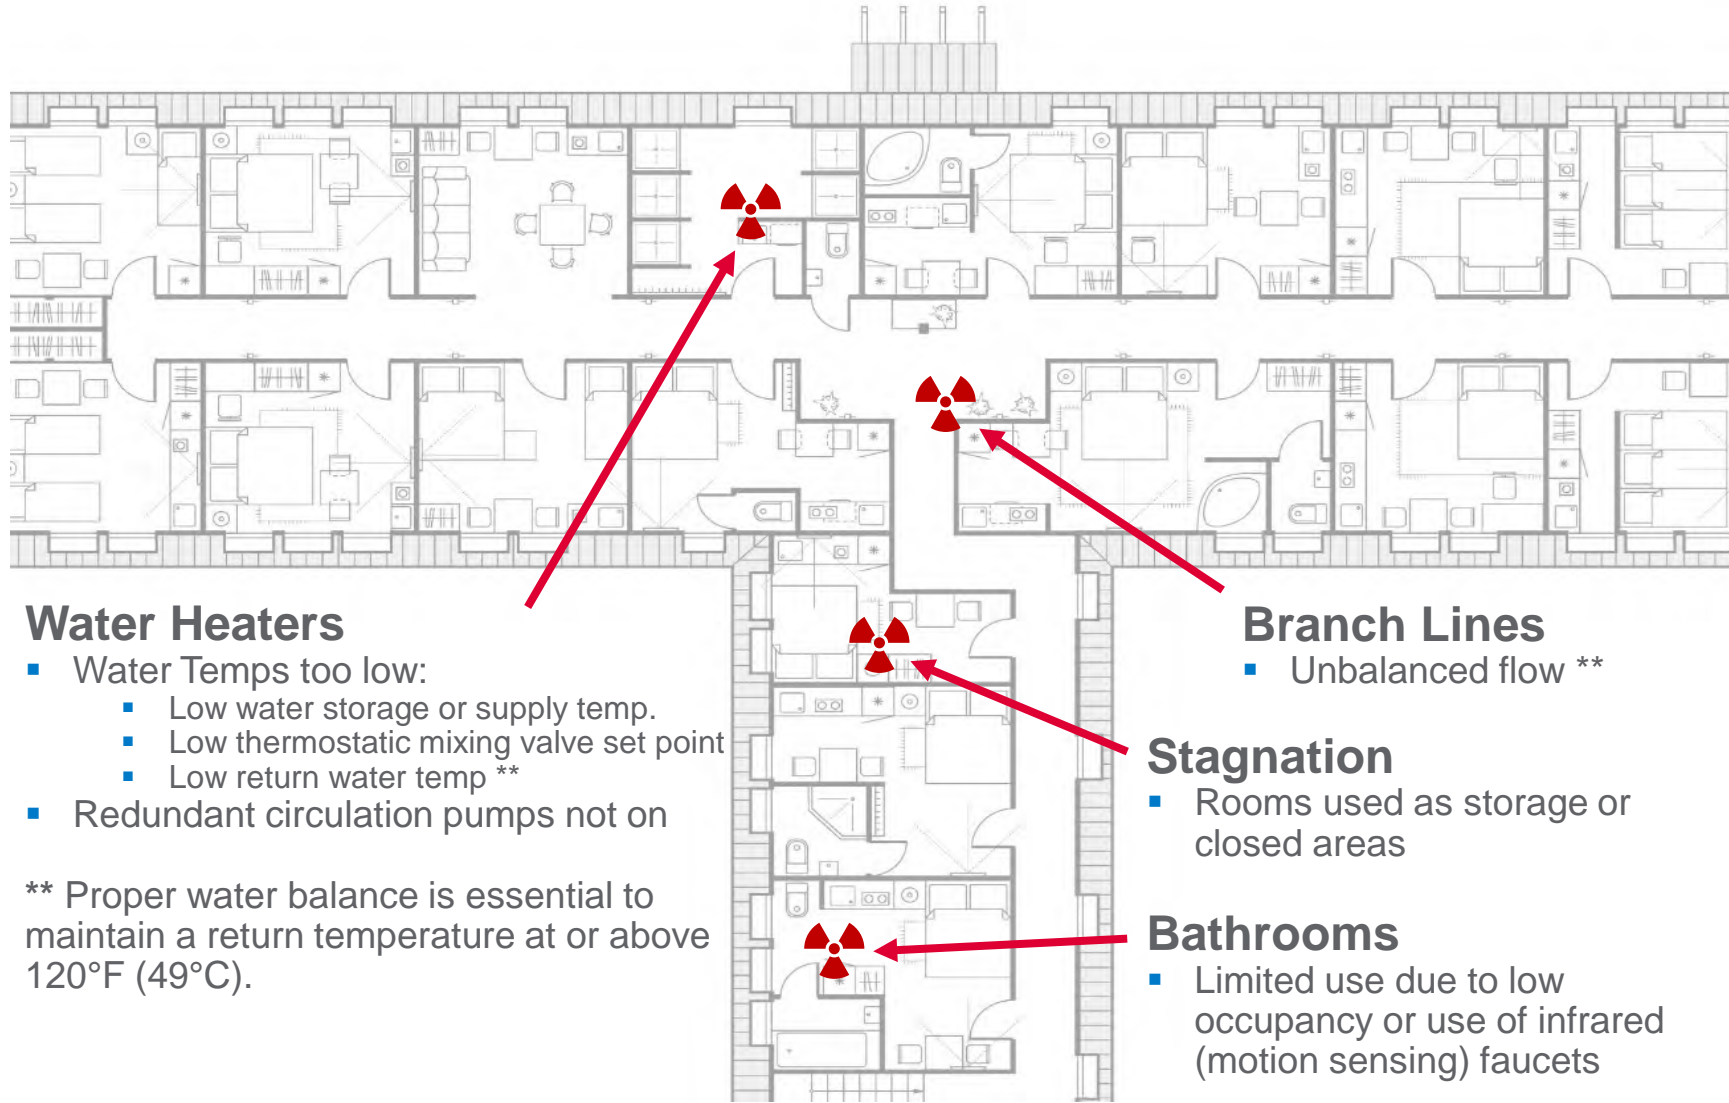 Water Heaters
▪ Water Temps too low:
▪ Low water storage or supply temp.
▪ Low thermostatic mixing valve set point
▪ Low return water temp **
▪ Redundant circulation pumps not on
** Proper water balance is essential to
maintain a return temperature at or above
120°F (49°C).
Branch Lines
▪ Unbalanced flow **
Stagnation
▪ Rooms used as storage or
closed areas
Bathrooms
▪ Limited use due to low
occupancy or use of infrared
(motion sensing) faucets